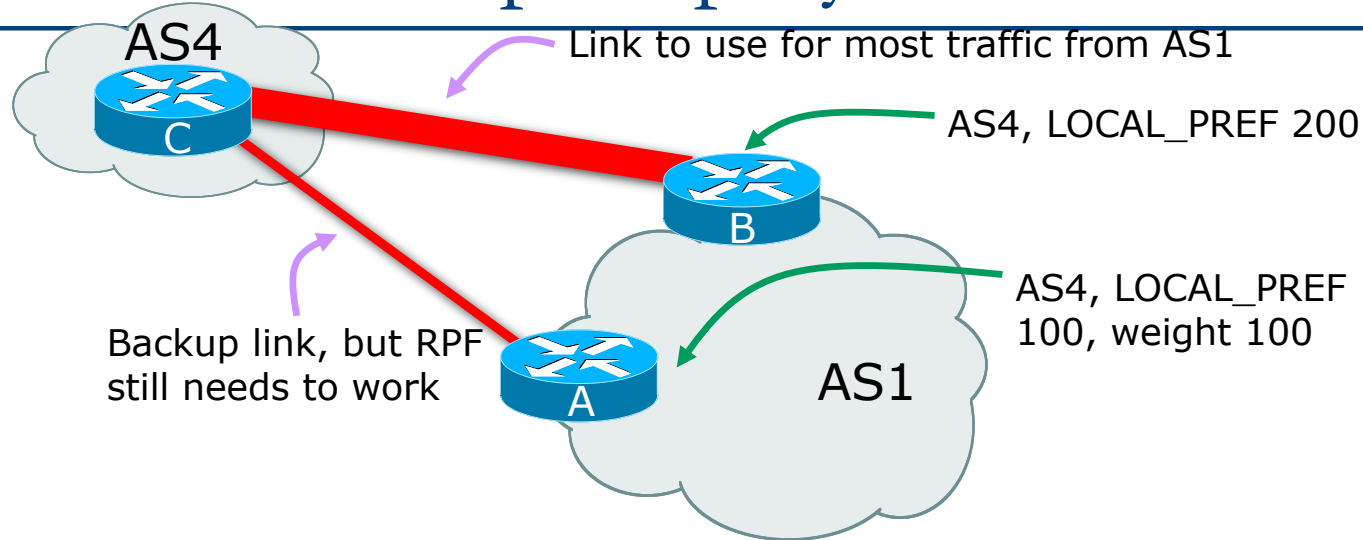 AS4
Link to use for most traffic from AS1
C
AS4, LOCAL_PREF 200
B
AS4, LOCAL_PREF
100, weight 100
Backup link, but RPF
still needs to work
A
AS1